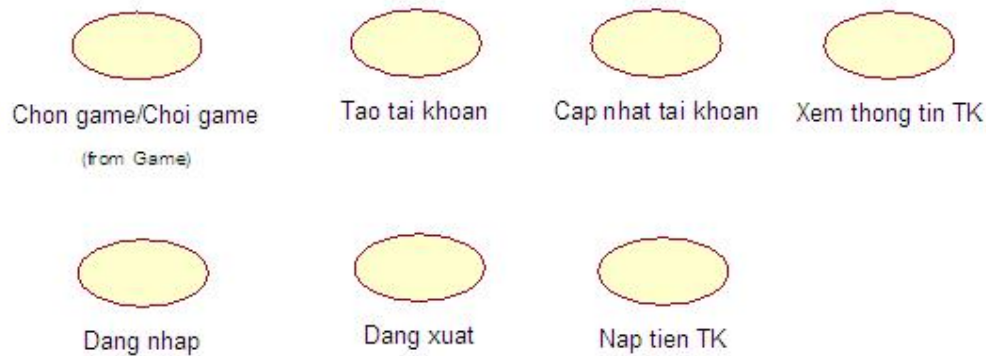 Chon game/Choi game
(from Game)
Tao tai khoan
Cap nhat tai khoan
Xem thong tin TK
Dang nhap
Dang xuat
Nap tien TK